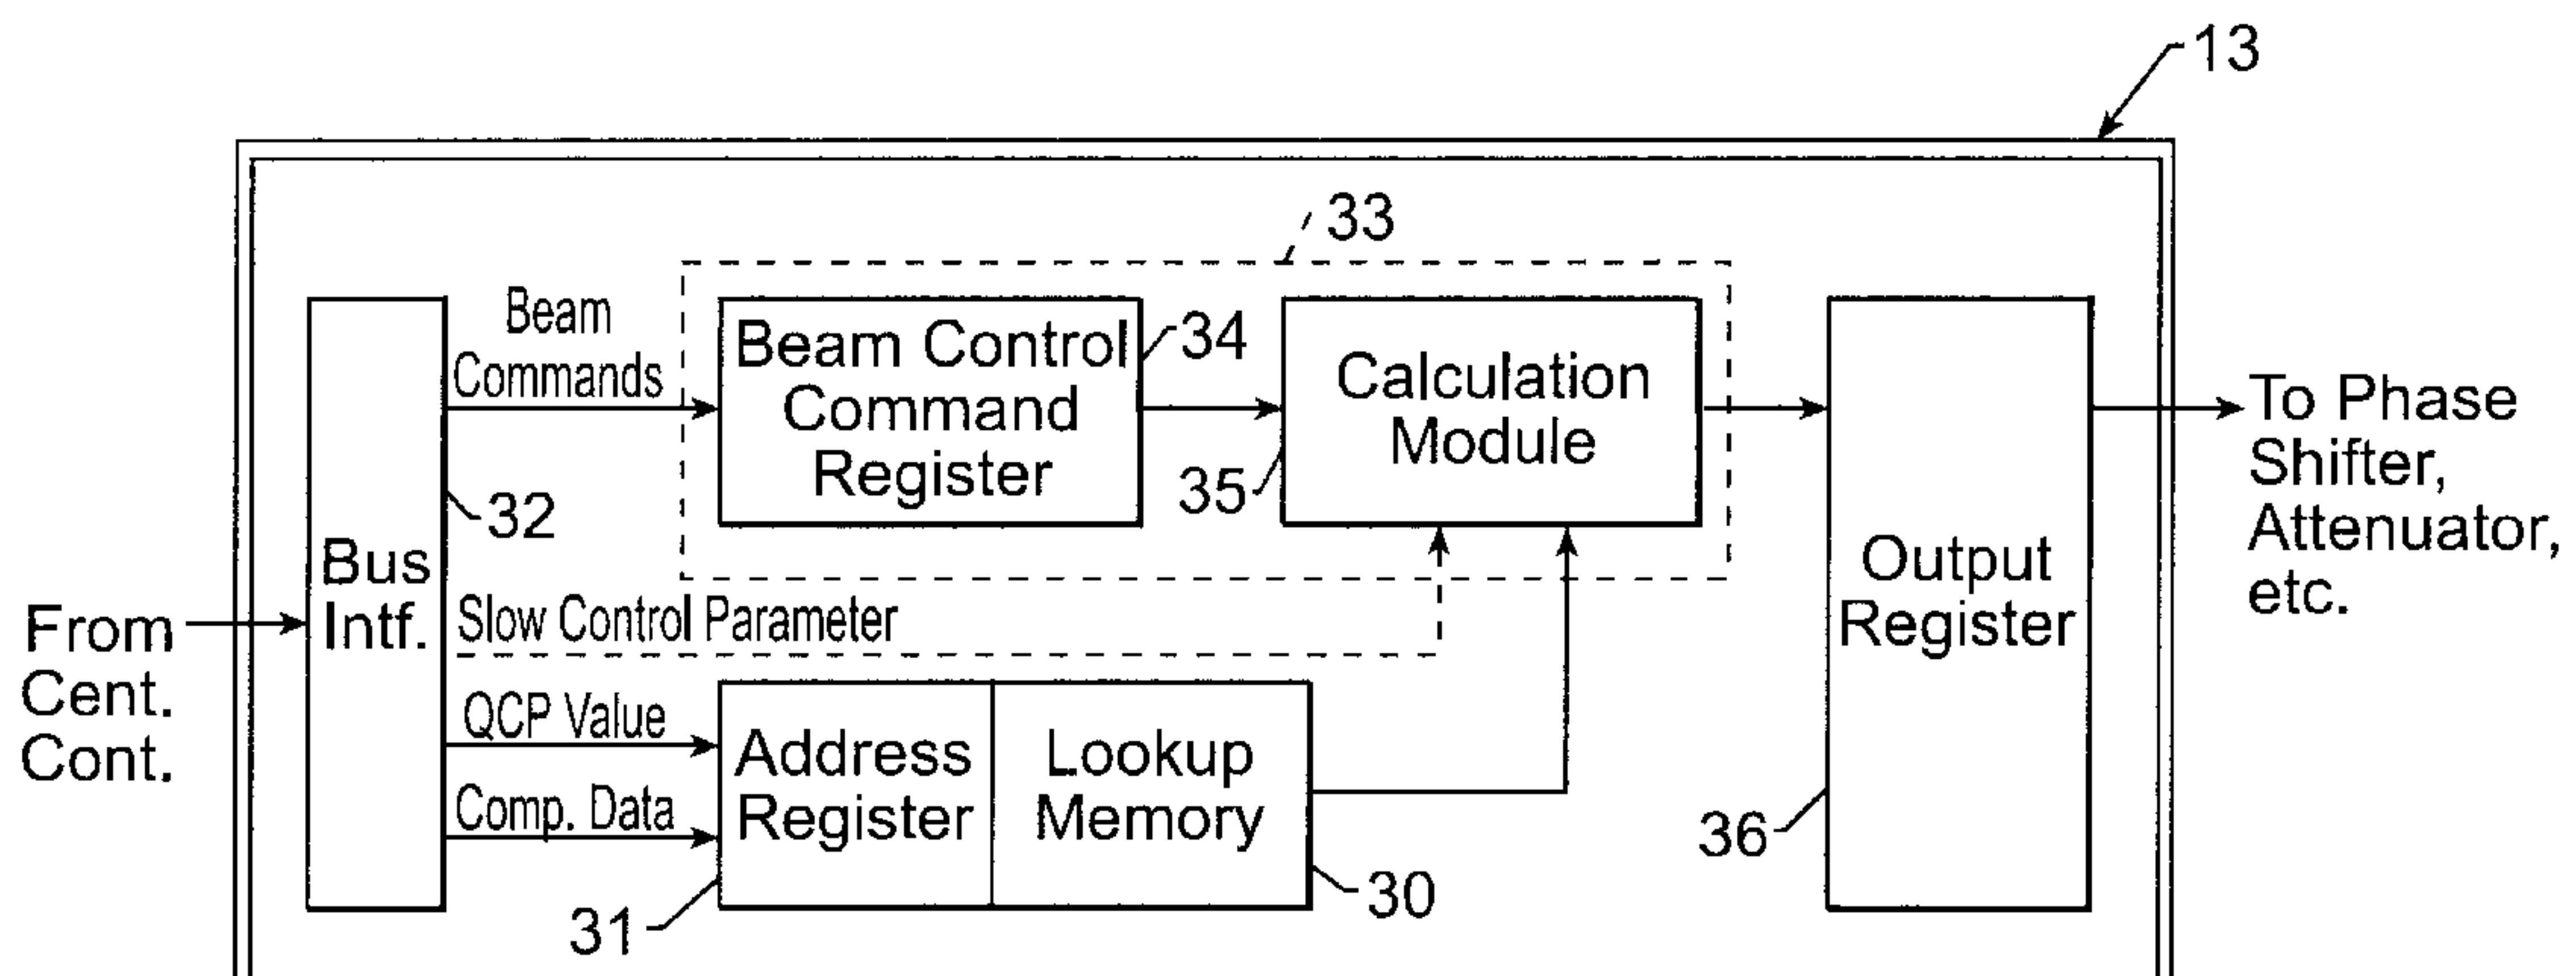 13
33
Beam
Commands
Beam Control
Command
Register
34
Calculation
Module
35
32
Bus
Intf.
From
Cent.
Cont.
Slow Control Parameter
QCP Value
Comp. Data
Address
Register
Lookup
Memory
31
30
Output
Register
36
To Phase
Shifter,
Attenuator,
etc.